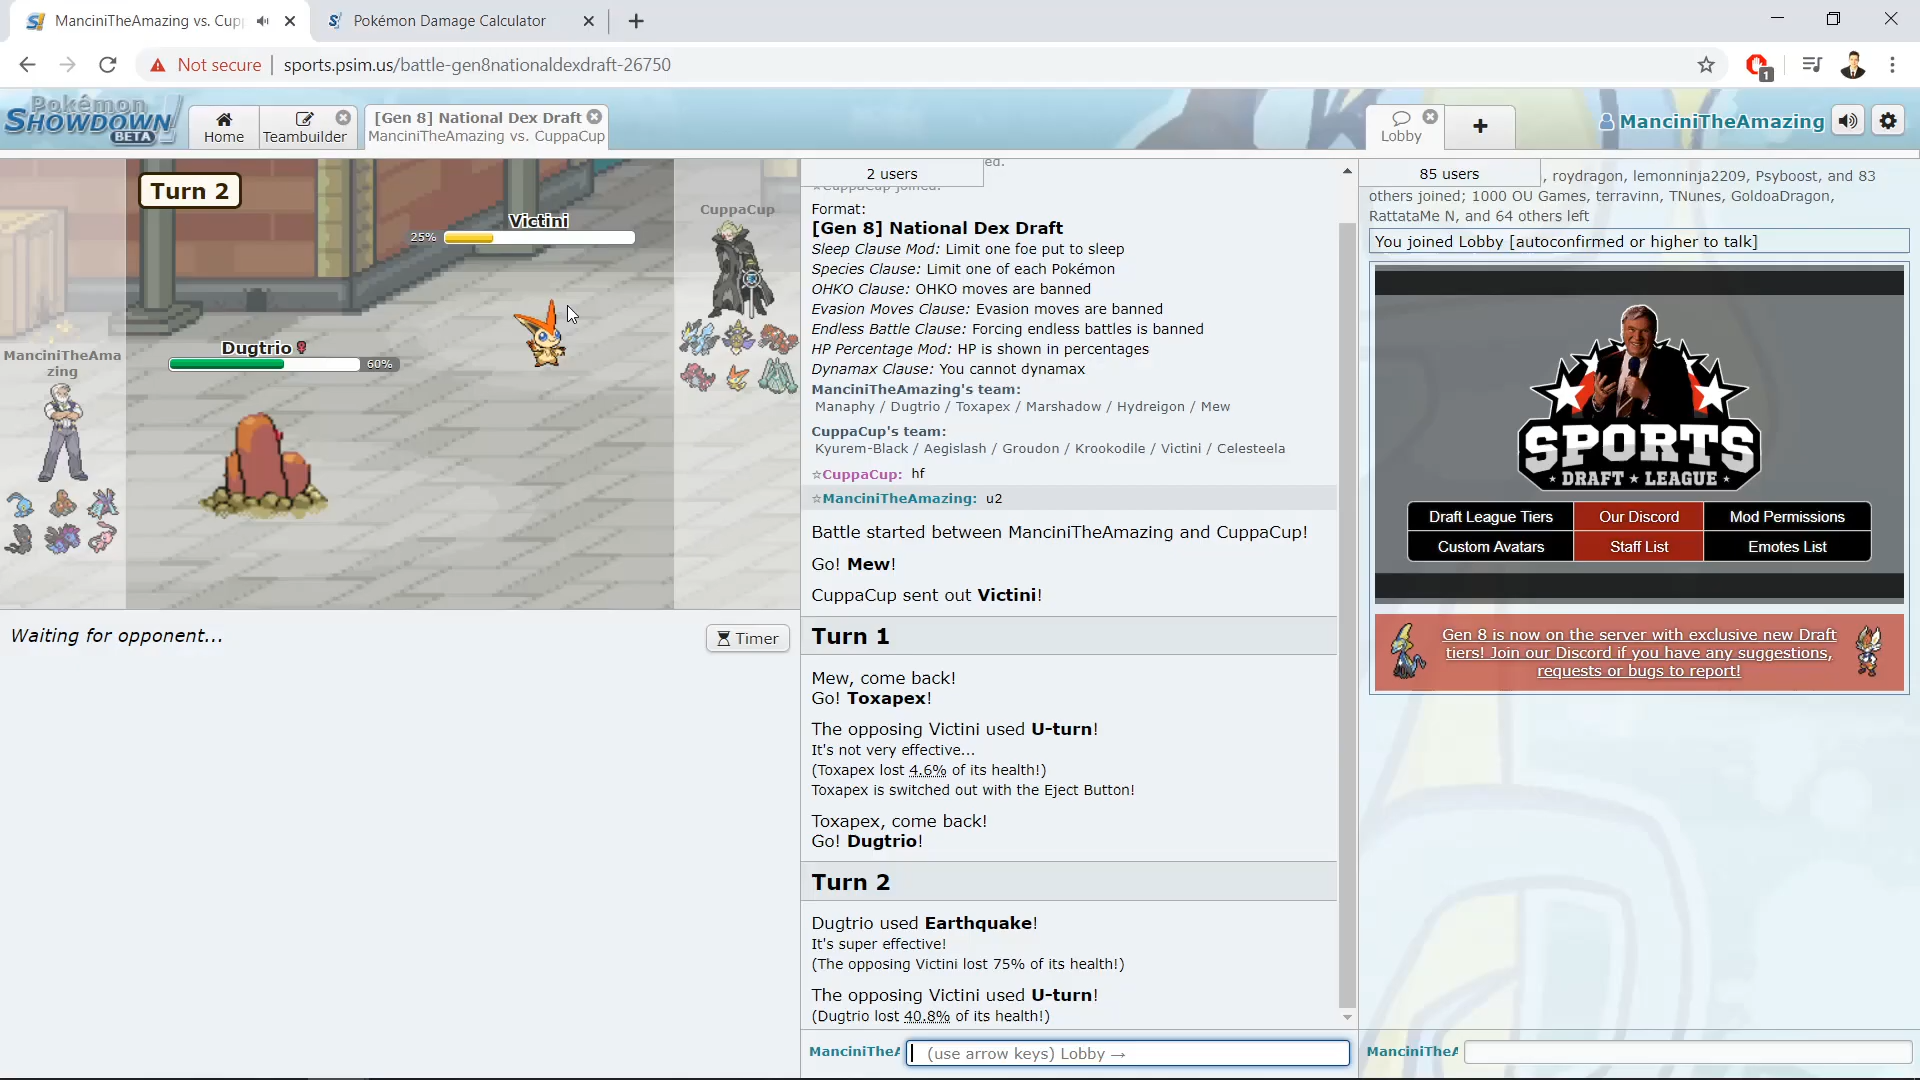 ManciniTheAmazing vs. Cup
Pokémon Damage Calculator
Not secure
sports.psim.us/battle-gen8nationaldexdraft-26750
1
Pokémon
SHOWDOWN
BETA
Home
Teambuilder
[Gen 8] National Dex Draft
ManciniTheAmazing vs. CuppaCup
Lobby
ManciniTheAmazing
Turn 2
Victini
25%
CuppaCup
Dugtrio
60%
ManciniTheAma
zing
Waiting for opponent...
Timer
2 users
ed.
☆CuppaCup joined.
Format:
[Gen 8] National Dex Draft
Sleep Clause Mod: Limit one foe put to sleep
Species Clause: Limit one of each Pokémon
OHKO Clause: OHKO moves are banned
Evasion Moves Clause: Evasion moves are banned
Endless Battle Clause: Forcing endless battles is banned
HP Percentage Mod: HP is shown in percentages
Dynamax Clause: You cannot dynamax
ManciniTheAmazing's team:
Manaphy / Dugtrio / Toxapex / Marshadow / Hydreigon / Mew
CuppaCup's team:
Kyurem-Black / Aegislash / Groudon / Krookodile / Victini / Celesteela
☆CuppaCup: hf
☆ManciniTheAmazing: u2
Battle started between ManciniTheAmazing and CuppaCup!
Go! Mew!
CuppaCup sent out Victini!
Turn 1
Mew, come back!
Go! Toxapex!
The opposing Victini used U-turn!
It's not very effective...
(Toxapex lost 4.6% of its health!)
Toxapex is switched out with the Eject Button!
Toxapex, come back!
Go! Dugtrio!
Turn 2
Dugtrio used Earthquake!
It's super effective!
(The opposing Victini lost 75% of its health!)
The opposing Victini used U-turn!
(Dugtrio lost 40.8% of its health!)
ManciniTheA
(use arrow keys) Lobby →
85 users
, roydragon, lemonninja2209, Psyboost, and 83
others joined; 1000 OU Games, terravinn, TNunes, GoldoaDragon,
RattataMe N, and 64 others left
You joined Lobby [autoconfirmed or higher to talk]
SPORTS
DRAFT ★ LEAGUE
Draft League Tiers
Our Discord
Mod Permissions
Custom Avatars
Staff List
Emotes List
Gen 8 is now on the server with exclusive new Draft
tiers! Join our Discord if you have any suggestions,
requests or bugs to report!
ManciniTheA